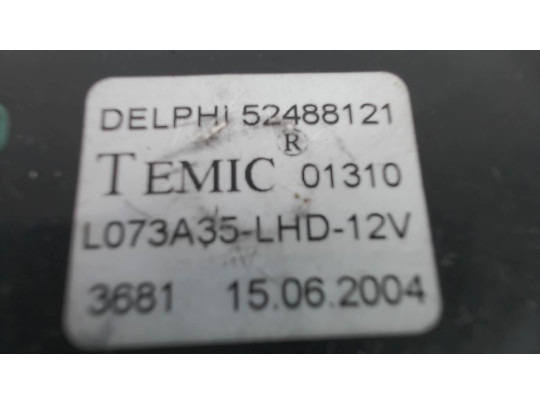 DELPHI 52488121
TEMIC® 01310
L073A35-LHD-12V
3681 15.06.2004